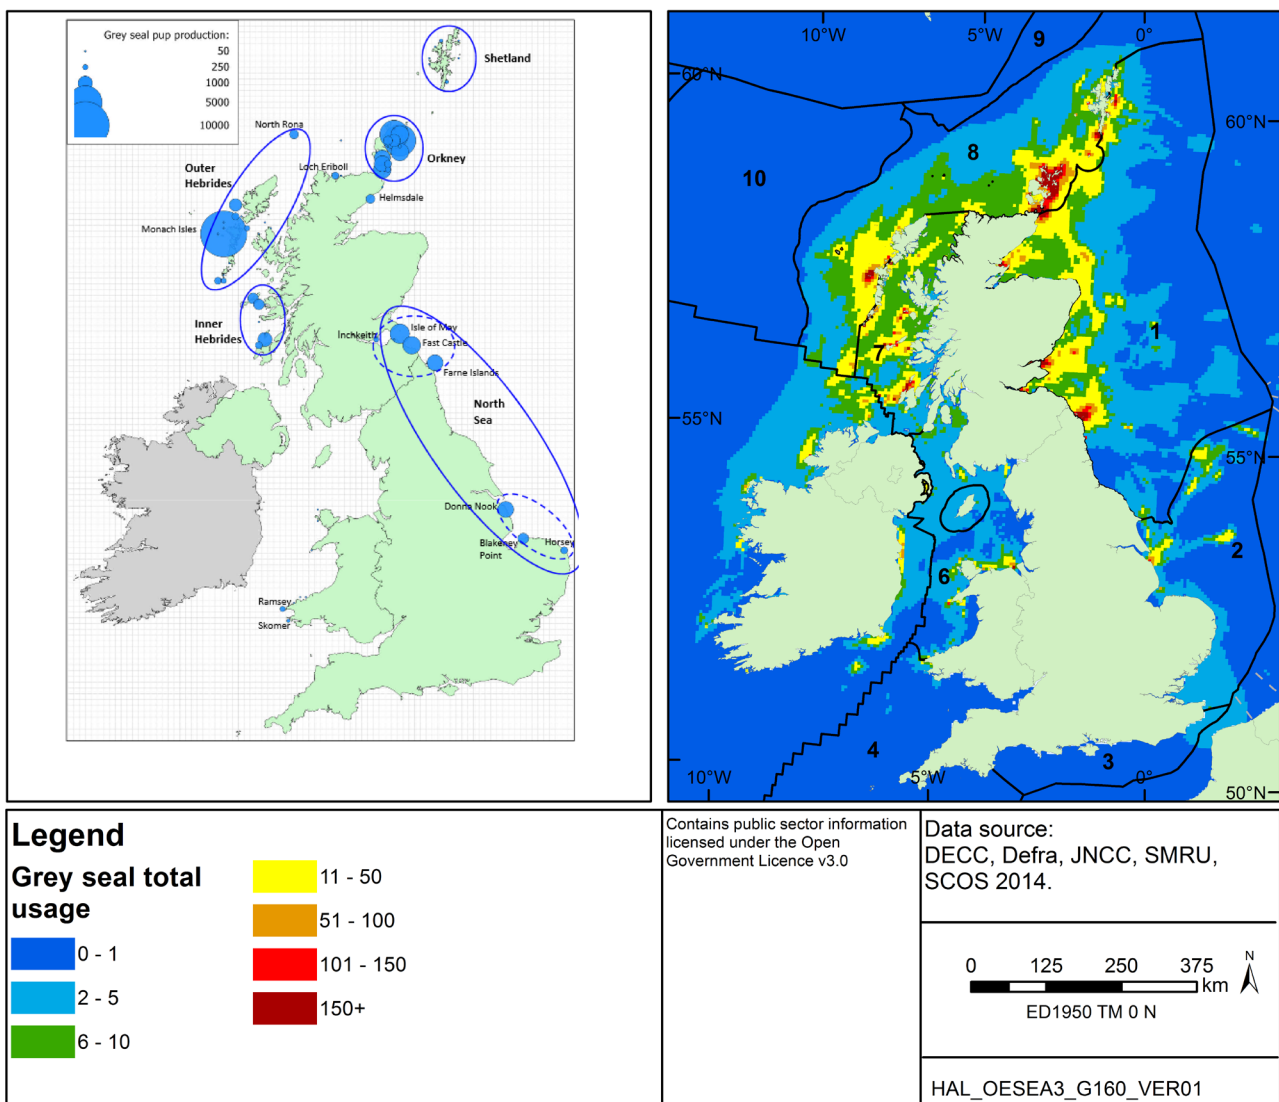 Grey seal pup production:
50
250
1000
5000
10000
Shetland
North Rona
Orkney
Loch Eriboll
Outer
Hebrides
Helmsdale
Monach Isles
Inner
Hebrides
Inchkeith
Isle of May
Fast Castle
Farne Islands
North
Sea
Donna Nook
Blakeney
Point
Horsey
Ramsey
Skomer
10°W
5°W
0°
9
60°N
60°N
8
10
1
7
55°N
55°N
2
6
4
3
10°W
5°W
0°
50°N
Legend
Grey seal total
usage
0 - 1
2 - 5
6 - 10
11 - 50
51 - 100
101 - 150
150+
Contains public sector information
licensed under the Open
Government Licence v3.0
Data source:
DECC, Defra, JNCC, SMRU,
SCOS 2014.
0 125 250 375
km
N
ED1950 TM 0 N
HAL_OESEA3_G160_VER01